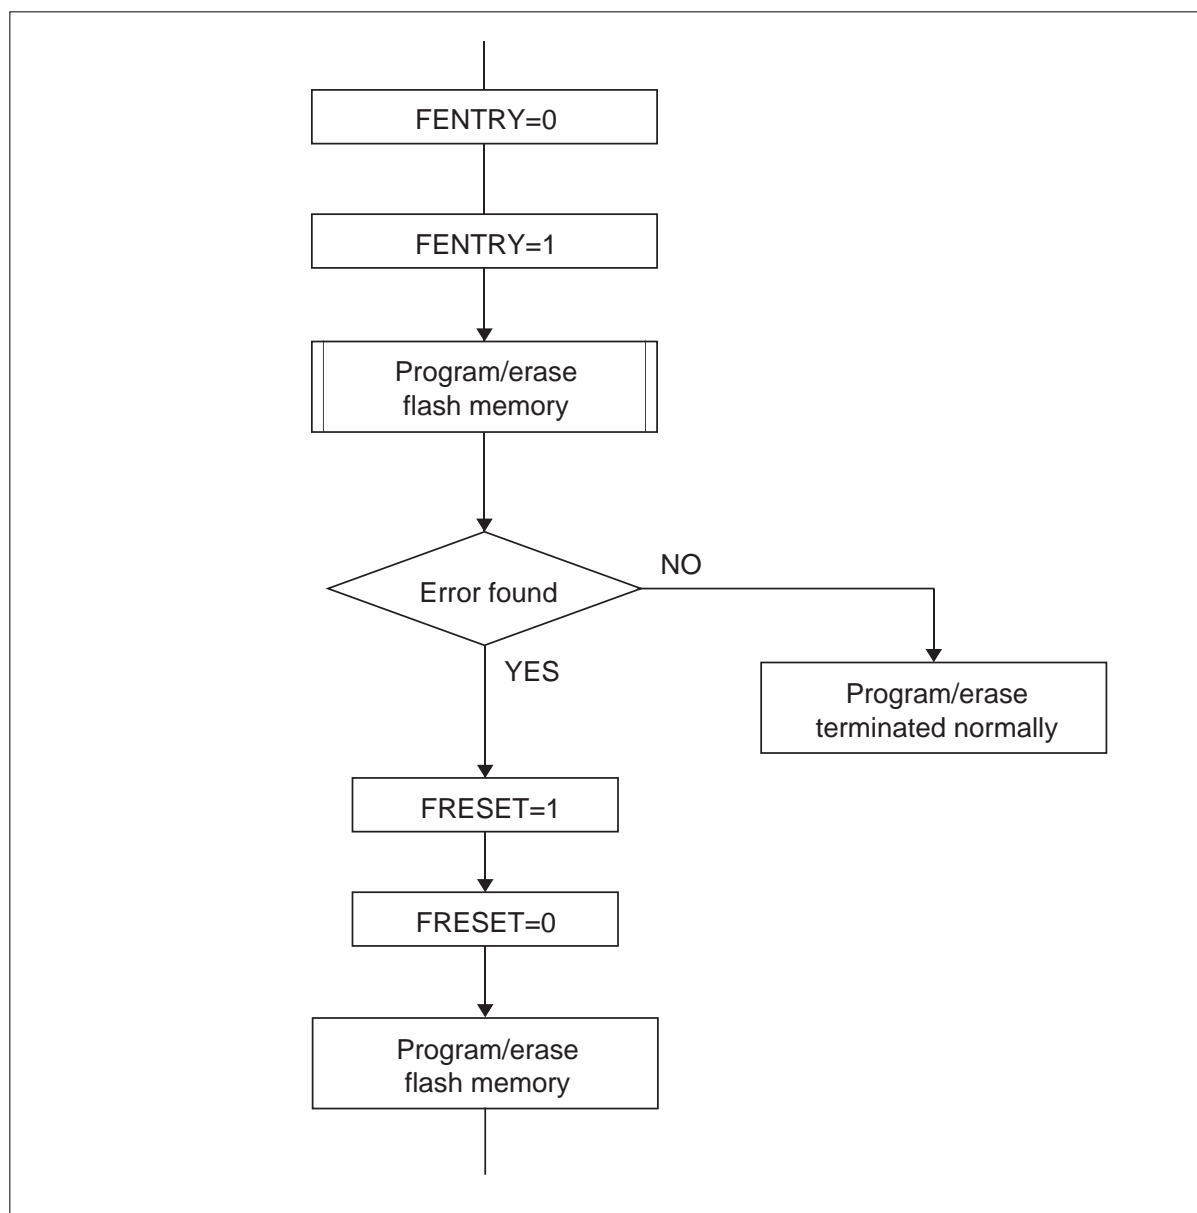 FENTRY=0
FENTRY=1
Program/erase
flash memory
Error found
NO
YES
Program/erase
terminated normally
FRESET=1
FRESET=0
Program/erase
flash memory